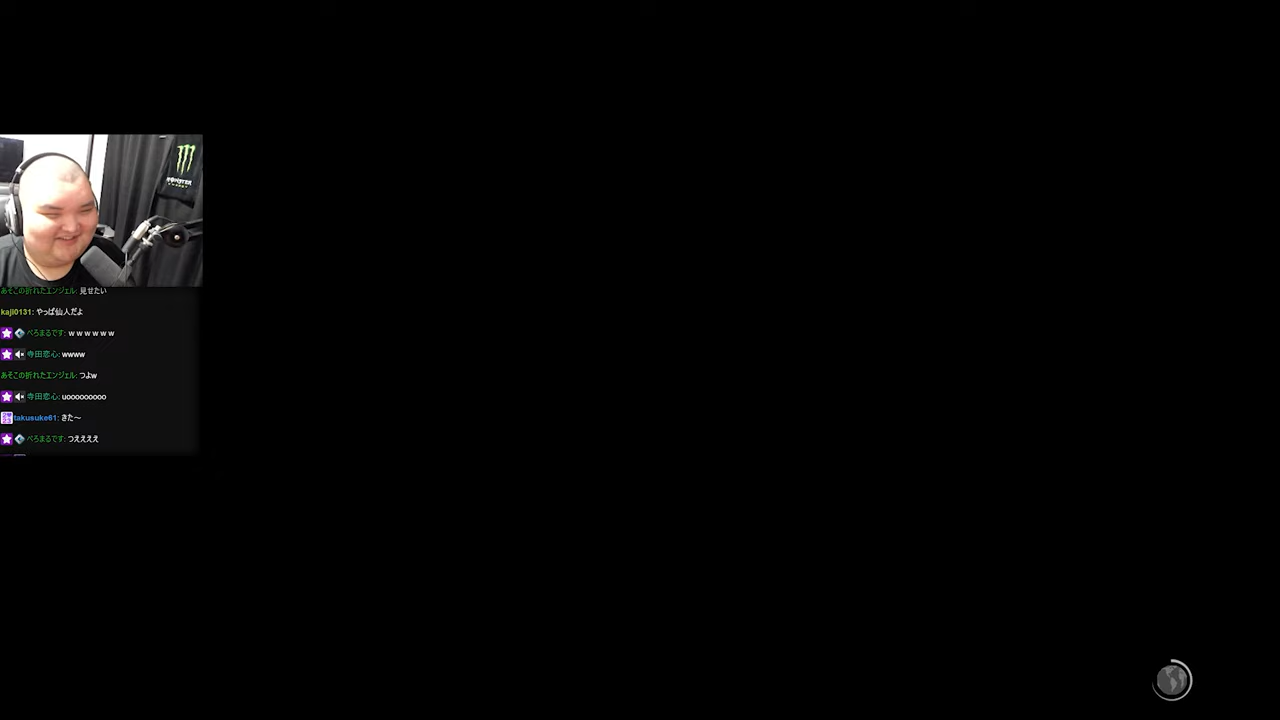 MONSTER
ENERGY
あそこの折れたエンジェル: 見せたい
kaji0131: やっぱ仙人だよ
ぺろまるです: w w w w w w
寺田恋心: wwww
あそこの折れたエンジェル: つよw
寺田恋心: uooooooooo
takusuke61: きた～
ぺろまるです: つええええ